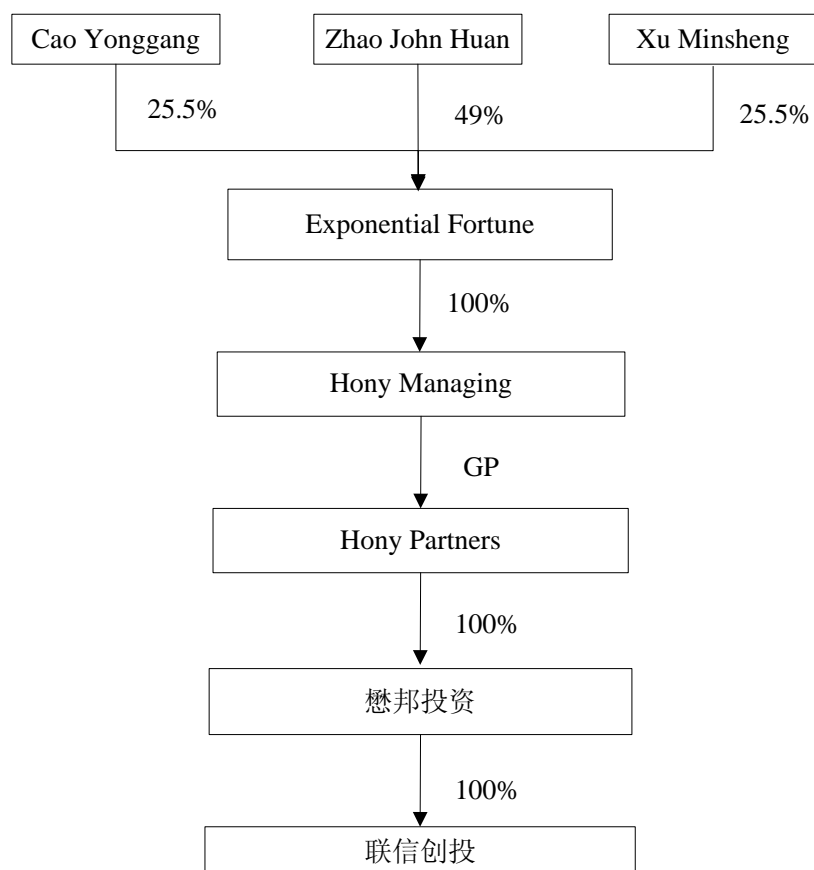 Cao Yonggang
Zhao John Huan
Xu Minsheng
25.5%
49%
25.5%
Exponential Fortune
100%
Hony Managing
GP
Hony Partners
100%
懋邦投资
100%
联信创投